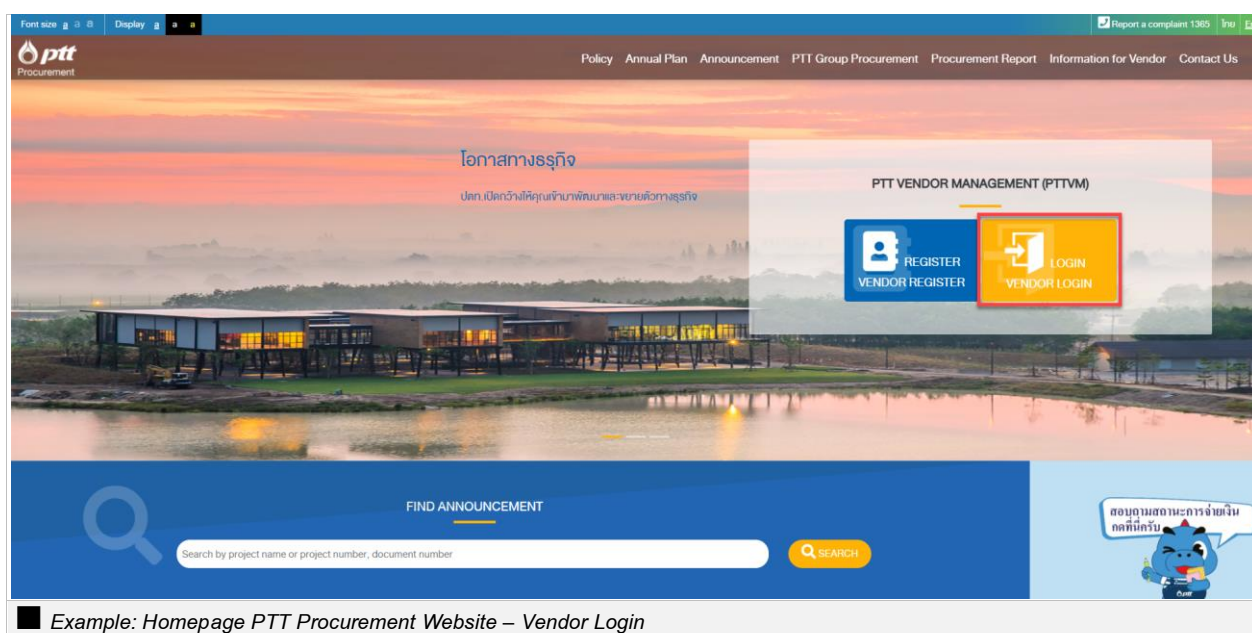 Font size a a a Display a a a Report a complaint 1365 ไทย
ptt
Procurement
Policy Annual Plan Announcement PTT Group Procurement Procurement Report Information for Vendor Contact Us
โอกาสทางธุรกิจ
ปตท.เปิดกว้างให้คุณเข้ามาพัฒนาและขยายตัวทางธุรกิจ
PTT VENDOR MANAGEMENT (PTTVM)
REGISTER
VENDOR REGISTER
LOGIN
VENDOR LOGIN
FIND ANNOUNCEMENT
Search by project name or project number, document number
SEARCH
สอบถามสถานะการจ่ายเงิน
กดที่นี่ครับ
Example: Homepage PTT Procurement Website – Vendor Login